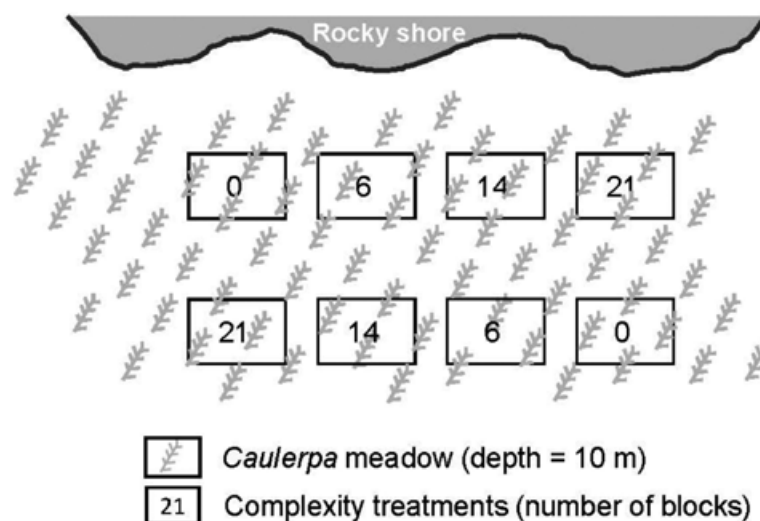 Rocky shore
0 6 14 21
21 14 6 0
Caulerpa meadow (depth = 10 m)
21 Complexity treatments (number of blocks)